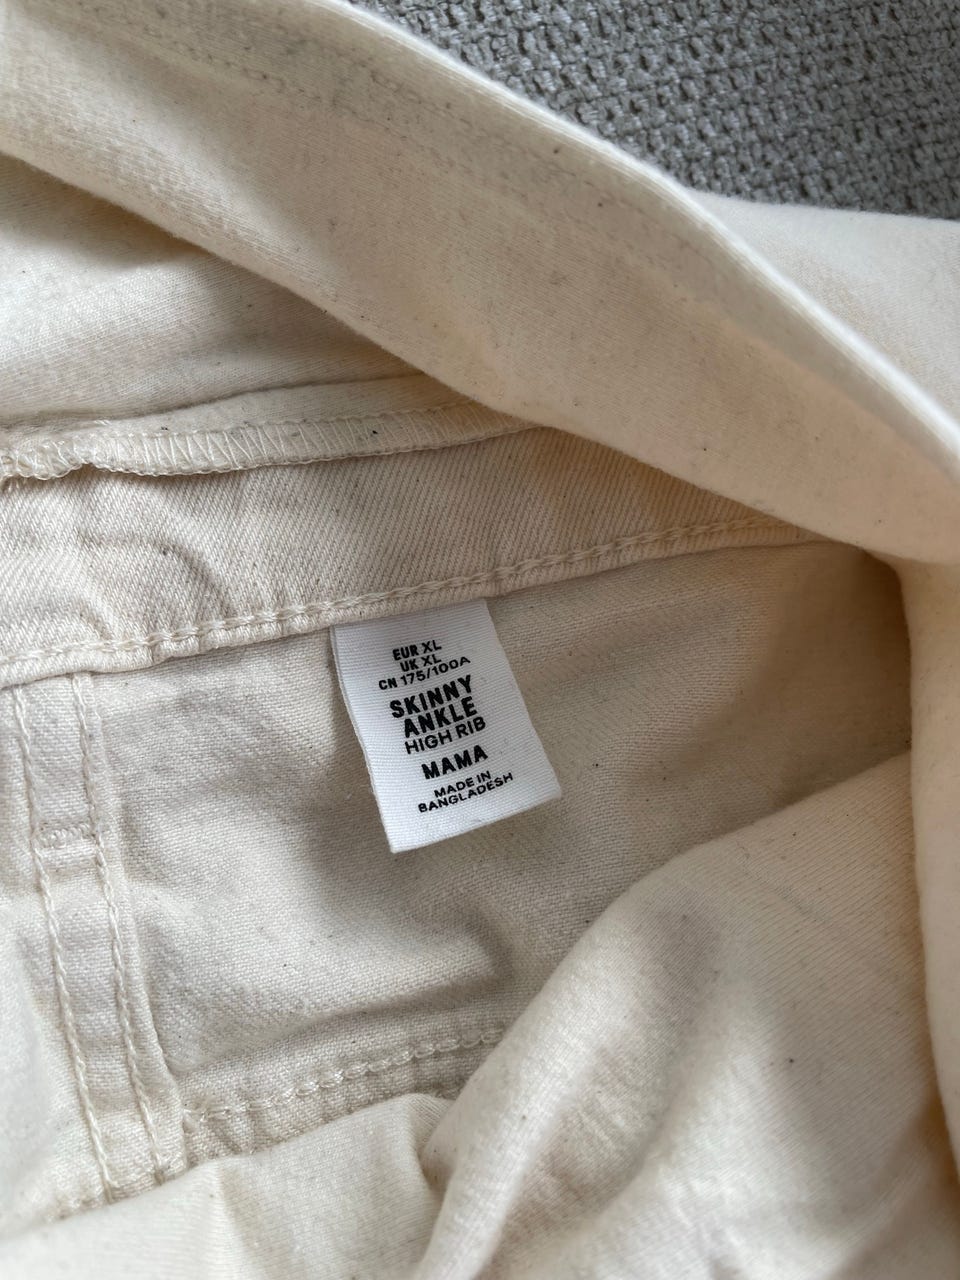 EUR XL
UK XL
CN 175/100A
SKINNY
ANKLE
HIGH RIB
MAMA
MADE IN
BANGLADESH